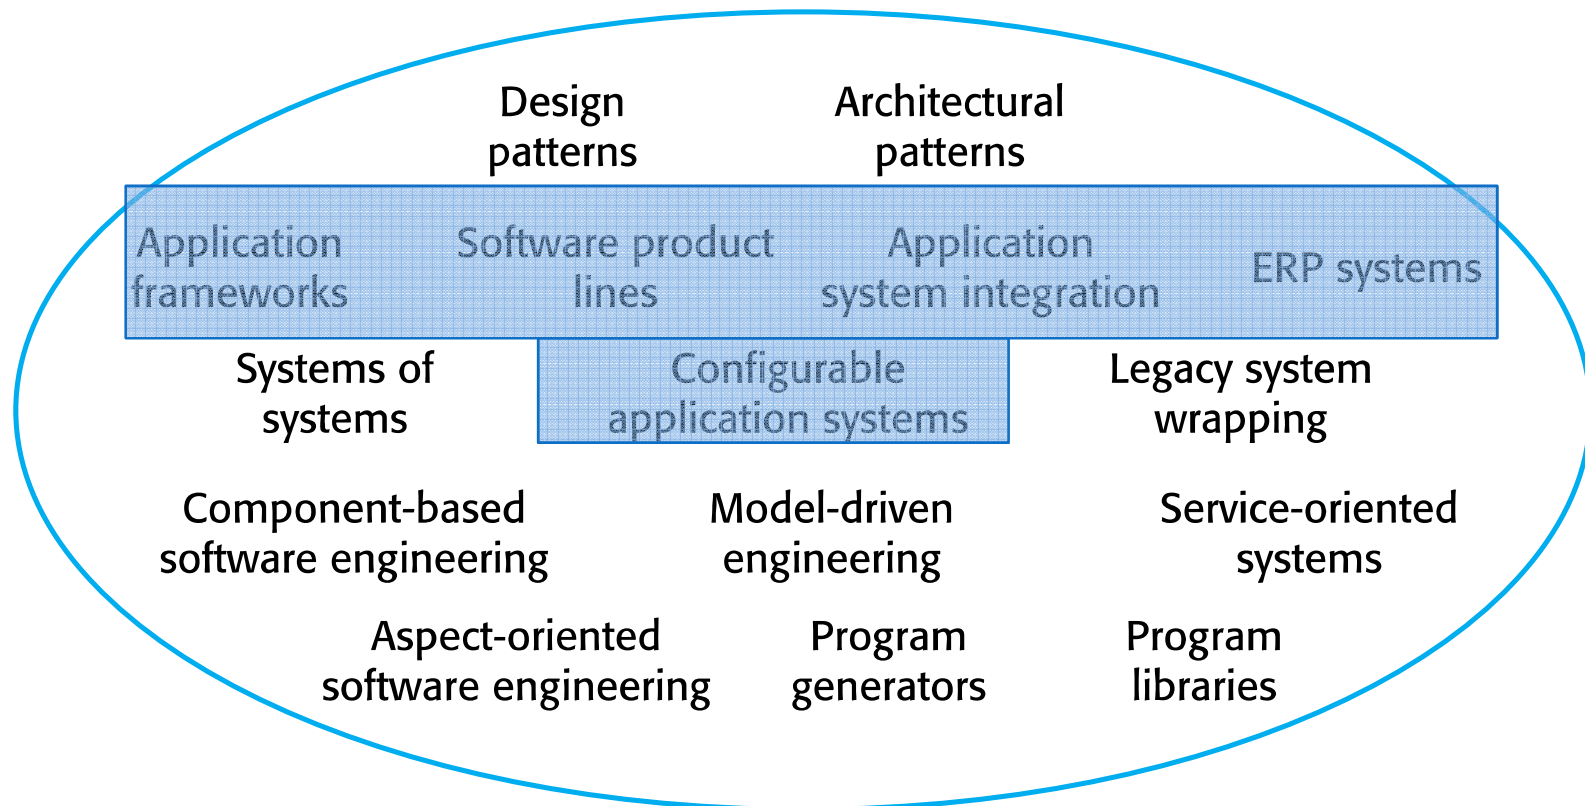 Design
patterns
Architectural
patterns
Application
frameworks
Software product
lines
Application
system integration
ERP systems
Systems of
systems
Configurable
application systems
Legacy system
wrapping
Component-based
software engineering
Model-driven
engineering
Service-oriented
systems
Aspect-oriented
software engineering
Program
generators
Program
libraries